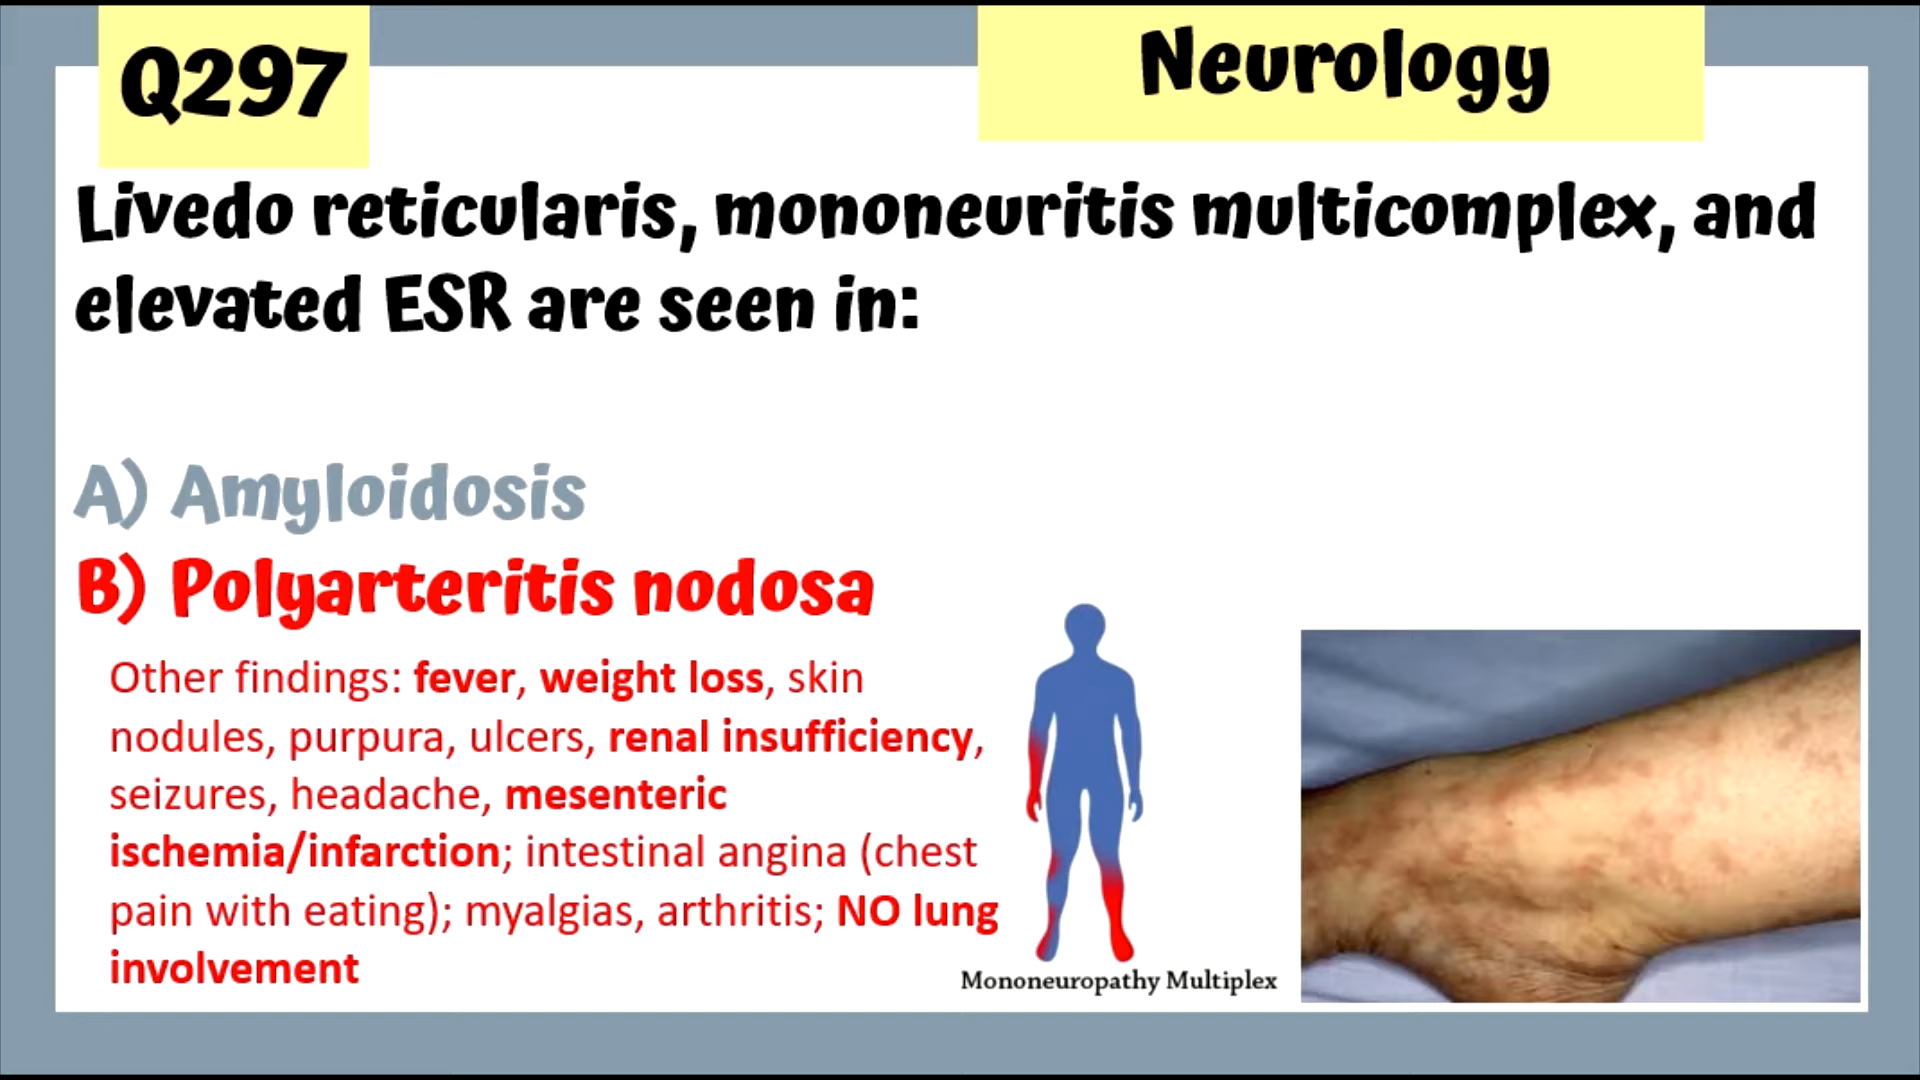 Q297
Neurology
Livedo reticularis, mononeuritis multicomplex, and
elevated ESR are seen in:
A) Amyloidosis
B) Polyarteritis nodosa
Other findings: fever, weight loss, skin
nodules, purpura, ulcers, renal insufficiency,
seizures, headache, mesenteric
ischemia/infarction; intestinal angina (chest
pain with eating); myalgias, arthritis; NO lung
involvement
Mononeuropathy Multiplex